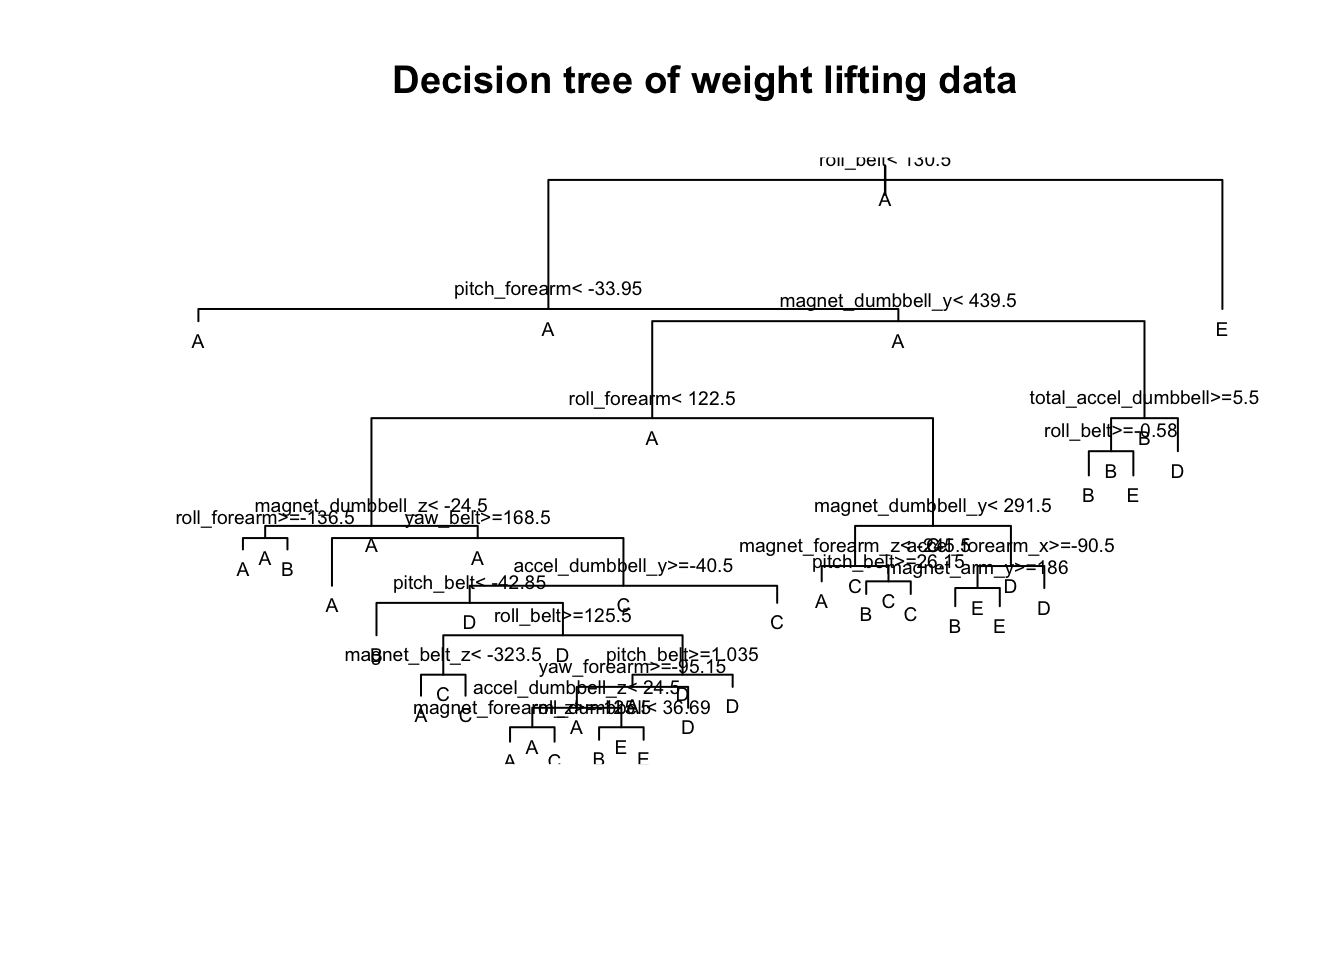 Decision tree of weight lifting data
roll_belt< 130.5
A
pitch_forearm< -33.95
magnet_dumbbell_y< 439.5
A
A
A
E
roll_forearm< 122.5
total_accel_dumbbell>=5.5
A
roll_belt>=-0.58
B
B
D
B
E
magnet_dumbbell_z< -24.5
magnet_dumbbell_y< 291.5
roll_forearm>=-136.5
yaw_belt>=168.5
A
A
A
A
B
magnet_forearm_z< -245.5
accel_forearm_x>=-90.5
pitch_belt>=26.15
magnet_arm_y>=186
accel_dumbbell_y>=-40.5
pitch_belt< -42.85
C
D
A
C
E
D
B
C
B
E
A
C
D
C
roll_belt>=125.5
B
D
magnet_belt_z< -323.5
pitch_belt>=1.035
yaw_forearm>=-95.15
C
D
A
C
accel_dumbbell_z< 24.5
A
D
A
D
< 36.69
A
E
A
C
B
E